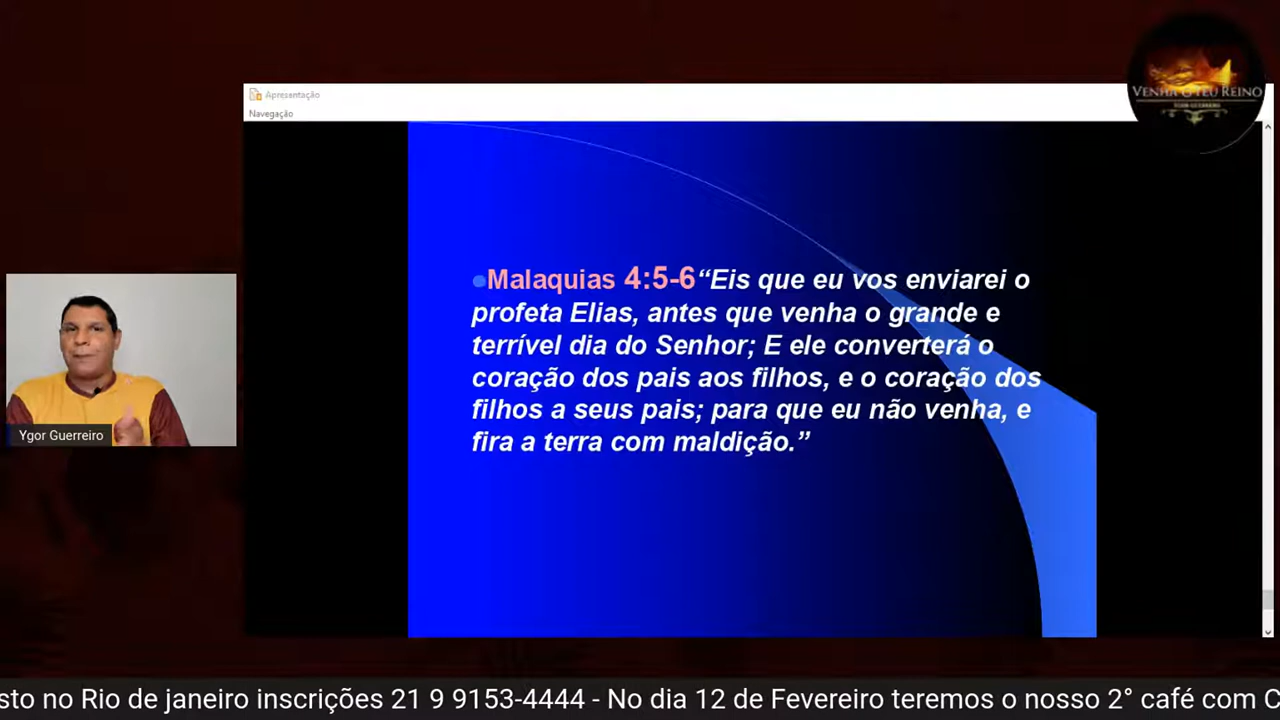 Apresentação
Navegação
VENHA O TEU REINO
YGOR GUERREIRO
Malaquias 4:5-6“Eis que eu vos enviarei o
profeta Elias, antes que venha o grande e
terrível dia do Senhor; E ele converterá o
coração dos pais aos filhos, e o coração dos
filhos a seus pais; para que eu não venha, e
fira a terra com maldição.”
Ygor Guerreiro
sto no Rio de janeiro inscrições 21 9 9153-4444 - No dia 12 de Fevereiro teremos o nosso 2° café com C